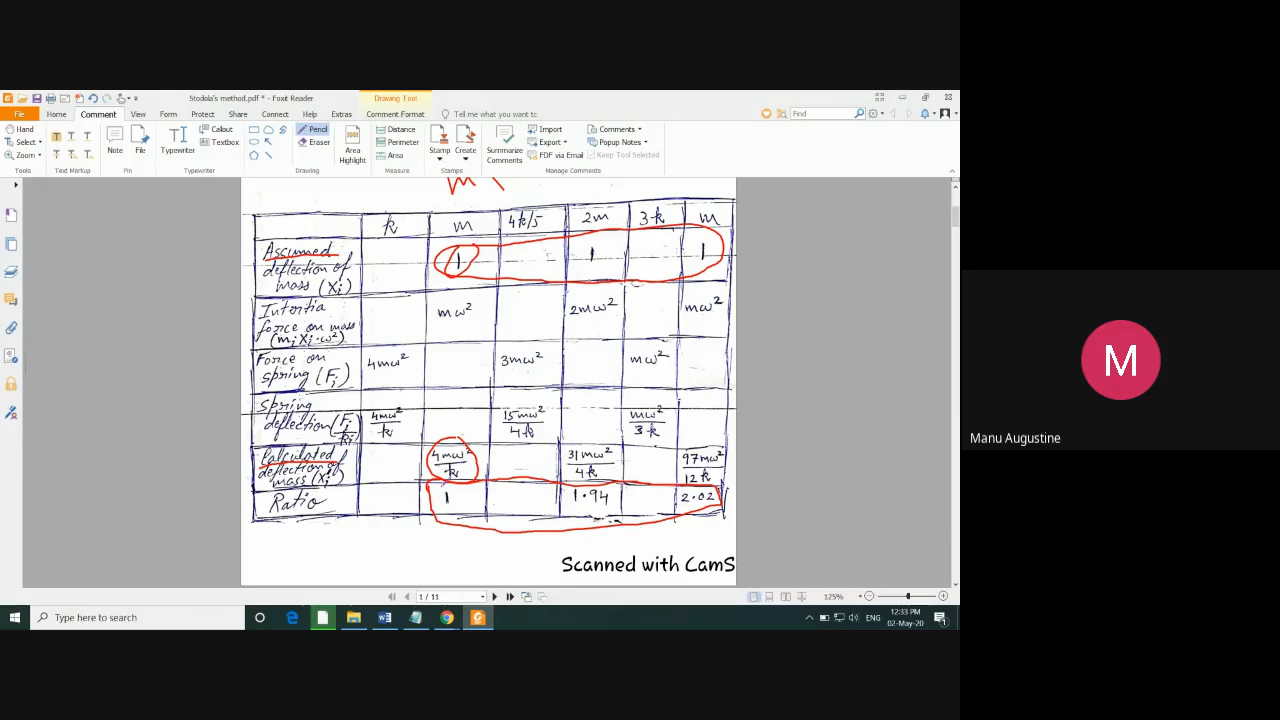 Stodola's method.pdf * - Foxit Reader
Drawing Tool
File Home Comment View Form Protect Share Connect Help Extras Comment Format Tell me what you want to Find
Hand
Select
Zoom
Tools
Text Markup
Note
File
Pin
Typewriter
Callout
Textbox
Typewriter
Pencil
Eraser
Drawing
Area Highlight
Distance
Perimeter
Area
Measure
Stamp
Create
Stamps
Summarize Comments
Import
Export
FDF via Email
Comments
Popup Notes
Keep Tool Selected
Manage Comments
k m 4k/5 2m 3k m
Assumed deflection of mass (xi) 1 1 1
Intertia force on mass (mi xi·ω²) mω² 2mω² mω²
Force on spring (Fi) 4mω² 3mω² mω²
Spring deflection (Fi/ki) 4mω²/k 15mω²/4k mω²/3k
Calculated deflection of mass (xi) 4mω²/k 31mω²/4k 97mω²/12k
Ratio 1 1.94 2.02
Scanned with CamS
1 / 11
125%
Type here to search
ENG
12:33 PM
02-May-20
M
Manu Augustine